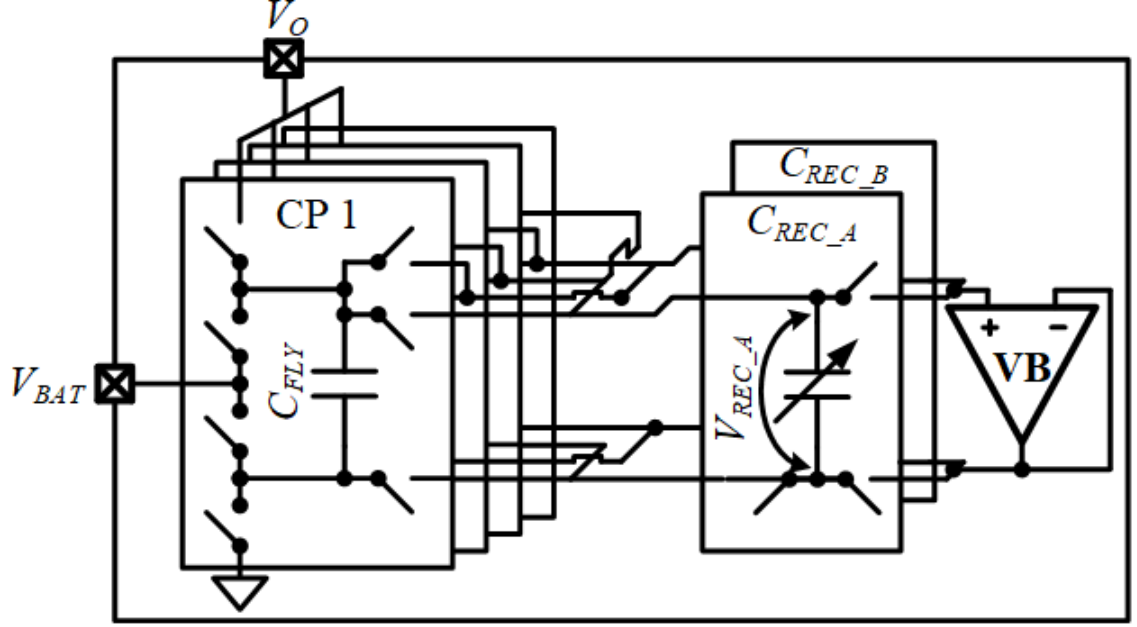 V_O
CP 1
C_FLY
V_BAT
C_REC_B
C_REC_A
V_REC_A
+ −
VB